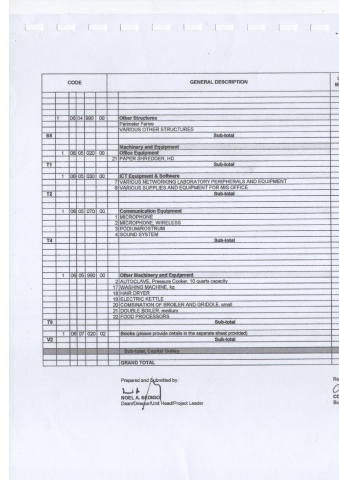 CODE GENERAL DESCRIPTION
1 06 04 990 00 Other Structures
Perimeter Fence
VARIOUS OTHER STRUCTURES
S8 Sub-total
Machinery and Equipment
1 06 05 020 00 Office Equipment
21 PAPER SHREDDER, HD
T1 Sub-total
1 06 05 030 00 ICT Equipment & Software
7 VARIOUS NETWORKING LABORATORY PERIPHERALS AND EQUIPMENT
8 VARIOUS SUPPLIES AND EQUIPMENT FOR MIS OFFICE
T2 Sub-total
1 06 05 070 00 Communication Equipment
1 MICROPHONE
2 MICROPHONE, WIRELESS
3 PODIUM/ROSTRUM
4 SOUND SYSTEM
T4 Sub-total
1 06 05 990 00 Other Machinery and Equipment
2 AUTOCLAVE, Pressure Cooker, 10 quarts capacity
17 WASHING MACHINE, kg
18 HAIR DRYER
19 ELECTRIC KETTLE
20 COMBINATION OF BROILER AND GRIDDLE, small
21 DOUBLE BOILER, medium
22 FOOD PROCESSORS
T9 Sub-total
1 06 07 020 02 Books (please provide details in the separate sheet provided)
V2 Sub-total
Sub-total, Capital Outlay
GRAND TOTAL
Prepared and Submitted by:
NOEL A. SEDIGO
Dean/Director/Unit Head/Project Leader